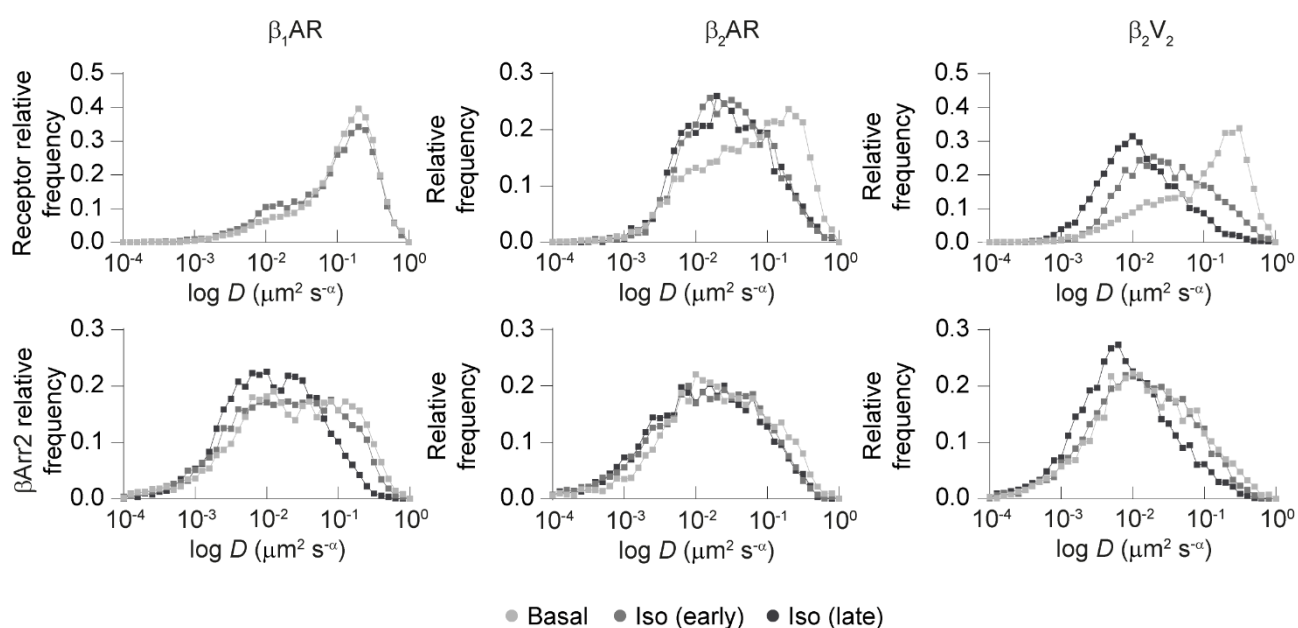 β₁AR
β₂AR
β₂V₂
Receptor relative
frequency
0.5
0.4
0.3
0.2
0.1
0.0
10⁻⁴ 10⁻³ 10⁻² 10⁻¹ 10⁰
log D (μm² s⁻ᵅ)
Relative
frequency
0.3
0.2
0.1
0.0
10⁻⁴ 10⁻³ 10⁻² 10⁻¹ 10⁰
log D (μm² s⁻ᵅ)
Relative
frequency
0.5
0.4
0.3
0.2
0.1
0.0
10⁻⁴ 10⁻³ 10⁻² 10⁻¹ 10⁰
log D (μm² s⁻ᵅ)
βArr2 relative
frequency
0.3
0.2
0.1
0.0
10⁻⁴ 10⁻³ 10⁻² 10⁻¹ 10⁰
log D (μm² s⁻ᵅ)
Relative
frequency
0.3
0.2
0.1
0.0
10⁻⁴ 10⁻³ 10⁻² 10⁻¹ 10⁰
log D (μm² s⁻ᵅ)
Relative
frequency
0.3
0.2
0.1
0.0
10⁻⁴ 10⁻³ 10⁻² 10⁻¹ 10⁰
log D (μm² s⁻ᵅ)
Basal Iso (early) Iso (late)